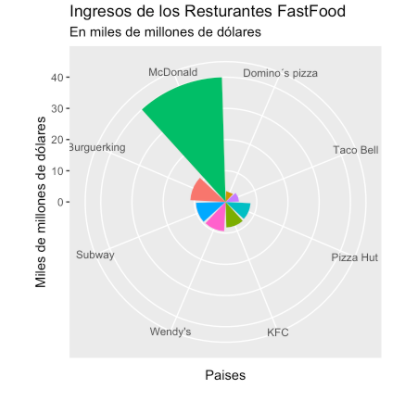 Ingresos de los Resturantes FastFood
En miles de millones de dólares
McDonald
Domino´s pizza
40
30
20
10
0
Burguerking
Taco Bell
Subway
Pizza Hut
Wendy's
KFC
Miles de millones de dólares
Paises